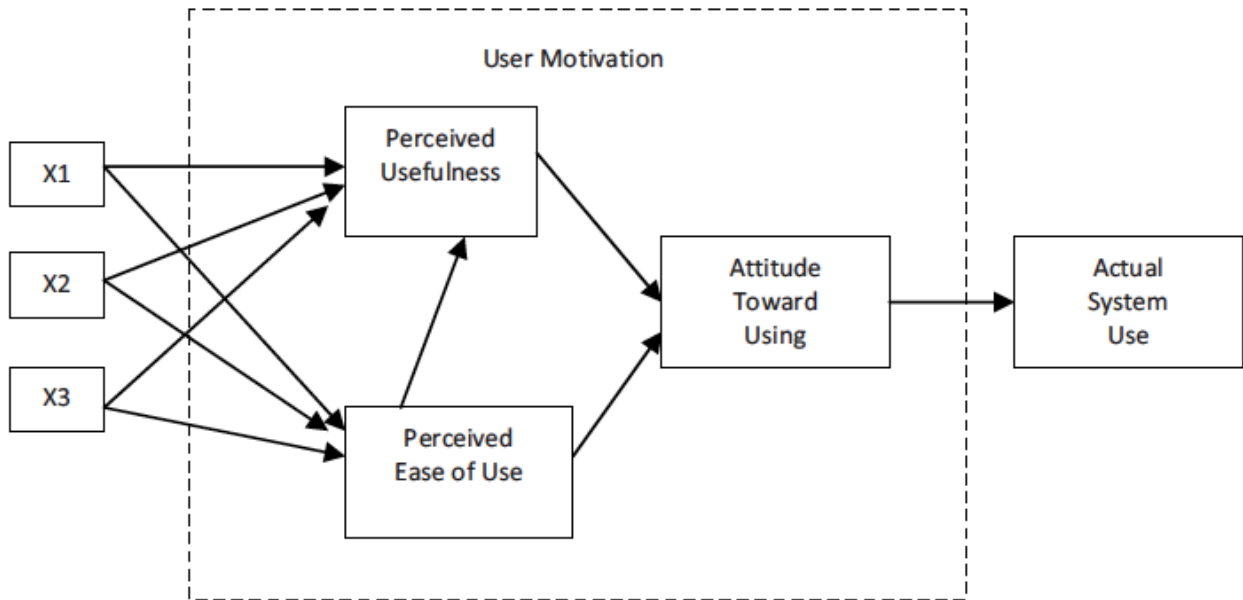 User Motivation
X1
X2
X3
Perceived
Usefulness
Perceived
Ease of Use
Attitude
Toward
Using
Actual
System
Use